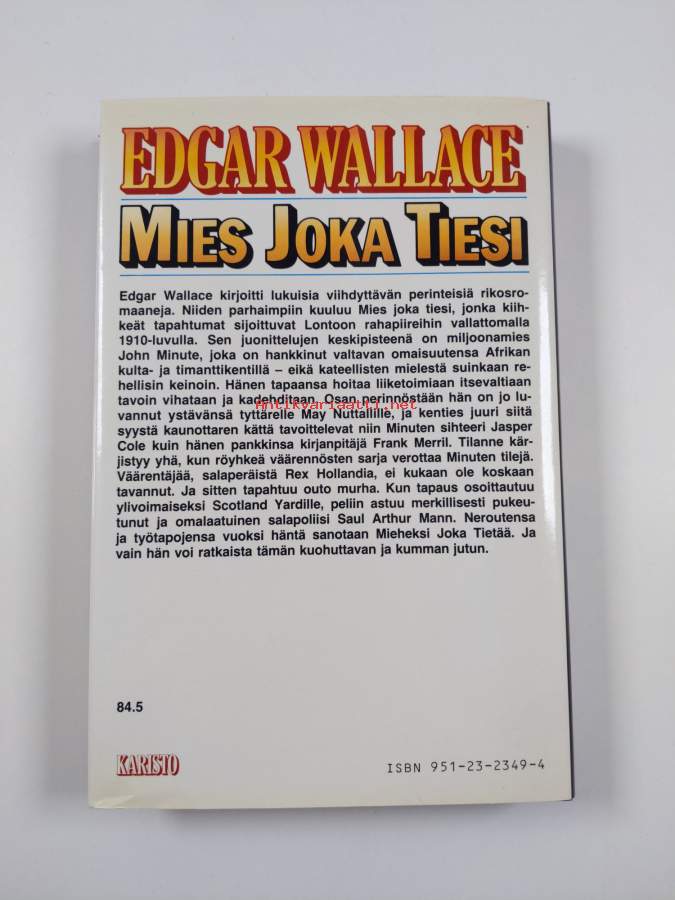 EDGAR WALLACE
MIES JOKA TIESI
Edgar Wallace kirjoitti lukuisia viihdyttävän perinteisiä rikosro-
maaneja. Niiden parhaimpiin kuuluu Mies joka tiesi, jonka kiih-
keät tapahtumat sijoittuvat Lontoon rahapiireihin vallattomalla
1910-luvulla. Sen juonittelujen keskipisteenä on miljoonamies
John Minute, joka on hankkinut valtavan omaisuutensa Afrikan
kulta- ja timanttikentillä – eikä kateellisten mielestä suinkaan re-
hellisin keinoin. Hänen tapaansa hoitaa liiketoimiaan itsevaltiaan
tavoin vihataan ja kadehditaan. Osan perinnöstään hän on jo lu-
Antikvariaatti.net
vannut ystävänsä tyttärelle May Nuttallille, ja kenties juuri siitä
syystä kaunottaren kättä tavoittelevat niin Minuten sihteeri Jasper
Cole kuin hänen pankkinsa kirjanpitäjä Frank Merril. Tilanne kär-
jistyy yhä, kun röyhkeä väärennösten sarja verottaa Minuten tilejä.
Väärentäjää, salaperäistä Rex Hollandia, ei kukaan ole koskaan
tavannut. Ja sitten tapahtuu outo murha. Kun tapaus osoittautuu
ylivoimaiseksi Scotland Yardille, peliin astuu merkillisesti pukeu-
tunut ja omalaatuinen salapoliisi Saul Arthur Mann. Neroutensa
ja työtapojensa vuoksi häntä sanotaan Mieheksi Joka Tietää. Ja
vain hän voi ratkaista tämän kuohuttavan ja kumman jutun.
84.5
KARISTO
ISBN 951-23-2349-4